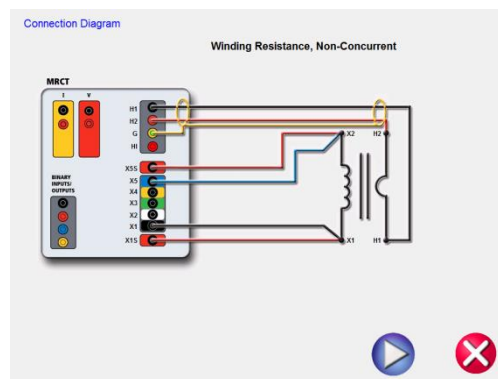 Connection Diagram
Winding Resistance, Non-Concurrent
MRCT
I V
H1
H2
G
HI
X5S
X5
X4
X3
X2
X1
X1S
BINARY
INPUTS/
OUTPUTS
X2 H2
X1 H1